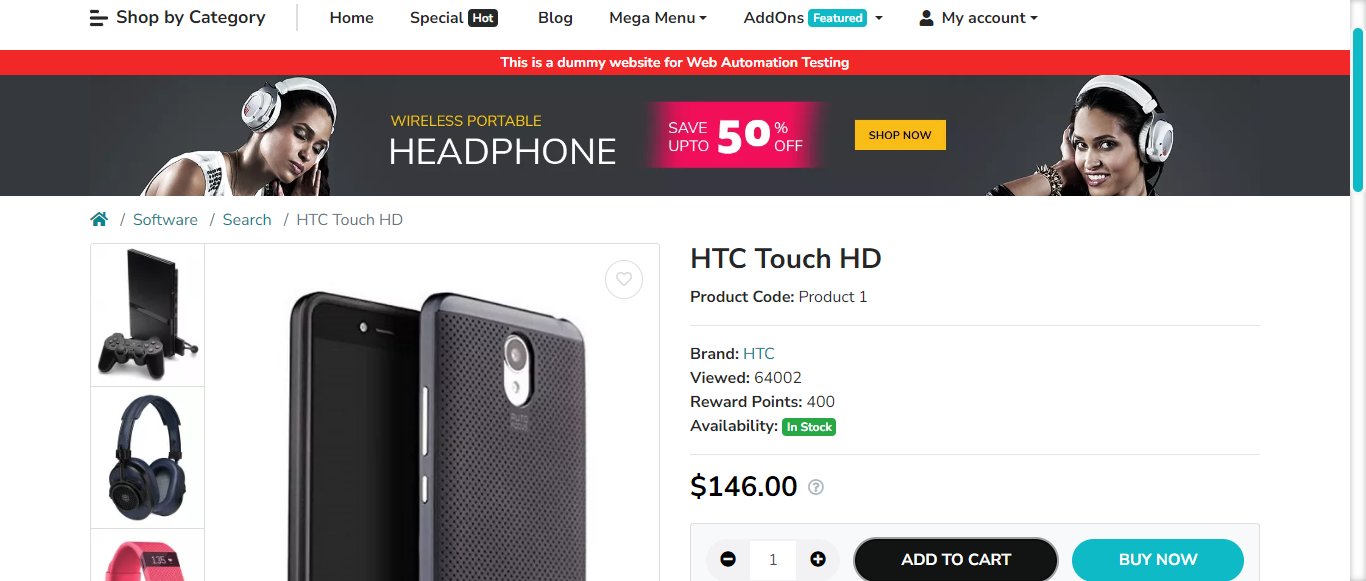 Shop by Category
Home
Special Hot
Blog
Mega Menu
AddOns Featured
My account
This is a dummy website for Web Automation Testing
WIRELESS PORTABLE
HEADPHONE
SAVE
UPTO
50
%
OFF
SHOP NOW
/ Software / Search / HTC Touch HD
HTC Touch HD
Product Code: Product 1
Brand: HTC
Viewed: 64002
Reward Points: 400
Availability: In Stock
$146.00
1
ADD TO CART
BUY NOW